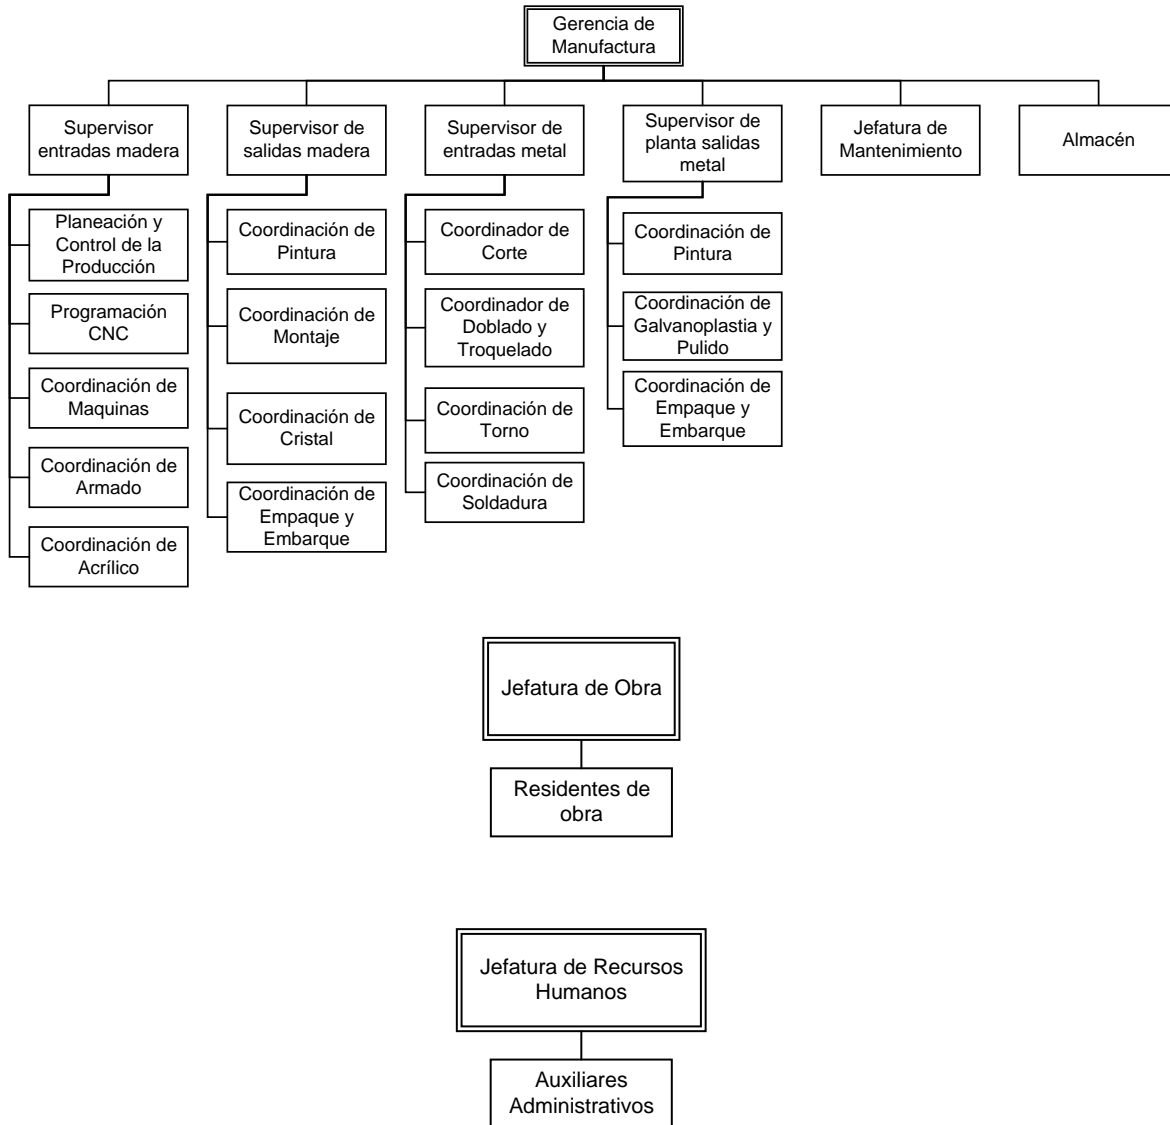 Gerencia de
Manufactura
Supervisor
entradas madera
Supervisor de
salidas madera
Supervisor de
entradas metal
Supervisor de
planta salidas
metal
Jefatura de
Mantenimiento
Almacén
Planeación y
Control de la
Producción
Programación
CNC
Coordinación de
Maquinas
Coordinación de
Armado
Coordinación de
Acrílico
Coordinación de
Pintura
Coordinación de
Montaje
Coordinación de
Cristal
Coordinación de
Empaque y
Embarque
Coordinador de
Corte
Coordinador de
Doblado y
Troquelado
Coordinación de
Torno
Coordinación de
Soldadura
Coordinación de
Pintura
Coordinación de
Galvanoplastia y
Pulido
Coordinación de
Empaque y
Embarque
Jefatura de Obra
Residentes de
obra
Jefatura de Recursos
Humanos
Auxiliares
Administrativos